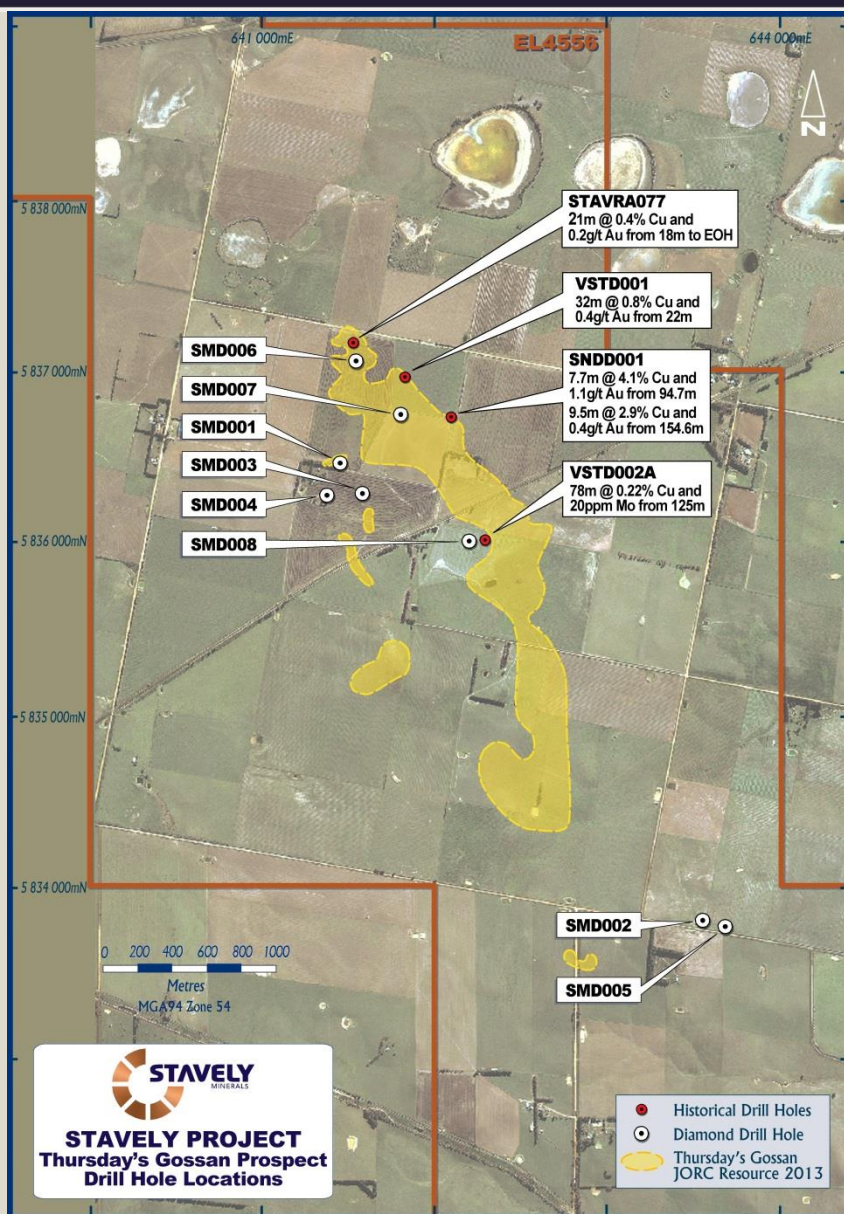 641 000mE
EL4556
644 000mE
N
5 838 000mN
STAVRA077
21m @ 0.4% Cu and
0.2g/t Au from 18m to EOH
VSTD001
32m @ 0.8% Cu and
0.4g/t Au from 22m
SMD006
5 837 000mN
SNDD001
7.7m @ 4.1% Cu and
1.1g/t Au from 94.7m
9.5m @ 2.9% Cu and
0.4g/t Au from 154.6m
SMD007
SMD001
SMD003
SMD004
VSTD002A
78m @ 0.22% Cu and
20ppm Mo from 125m
SMD008
5 836 000mN
5 835 000mN
5 834 000mN
SMD002
SMD005
0 200 400 600 800 1000
Metres
MGA94 Zone 54
STAVELY
MINERALS
STAVELY PROJECT
Thursday's Gossan Prospect
Drill Hole Locations
Historical Drill Holes
Diamond Drill Hole
Thursday's Gossan
JORC Resource 2013